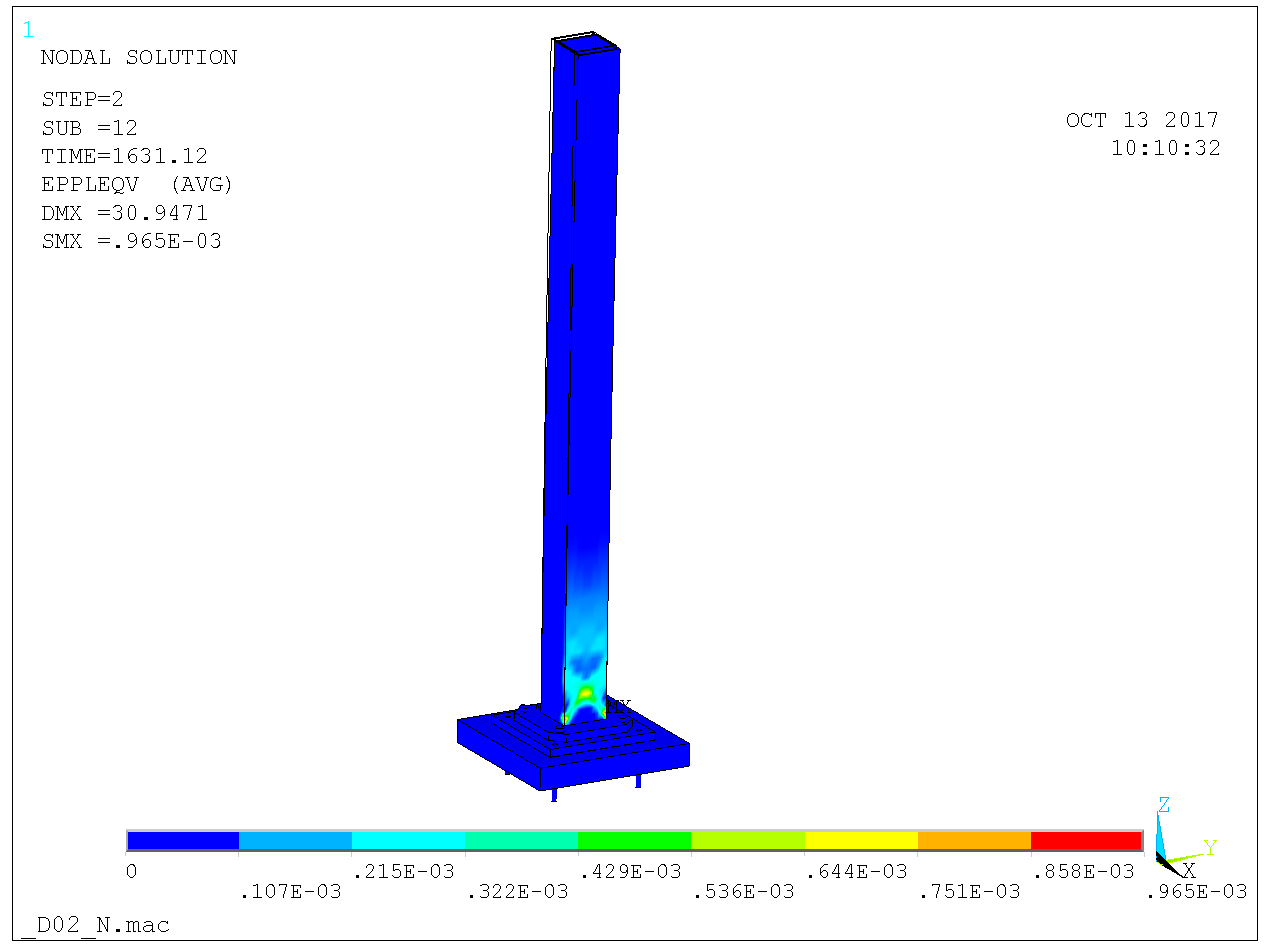 1
NODAL SOLUTION
STEP=2
SUB =12
TIME=1631.12
EPPLEQV (AVG)
DMX =30.9471
SMX =.965E-03
OCT 13 2017
10:10:32
MX
Z
Y
X
0
.107E-03
.215E-03
.322E-03
.429E-03
.536E-03
.644E-03
.751E-03
.858E-03
.965E-03
_D02_N.mac